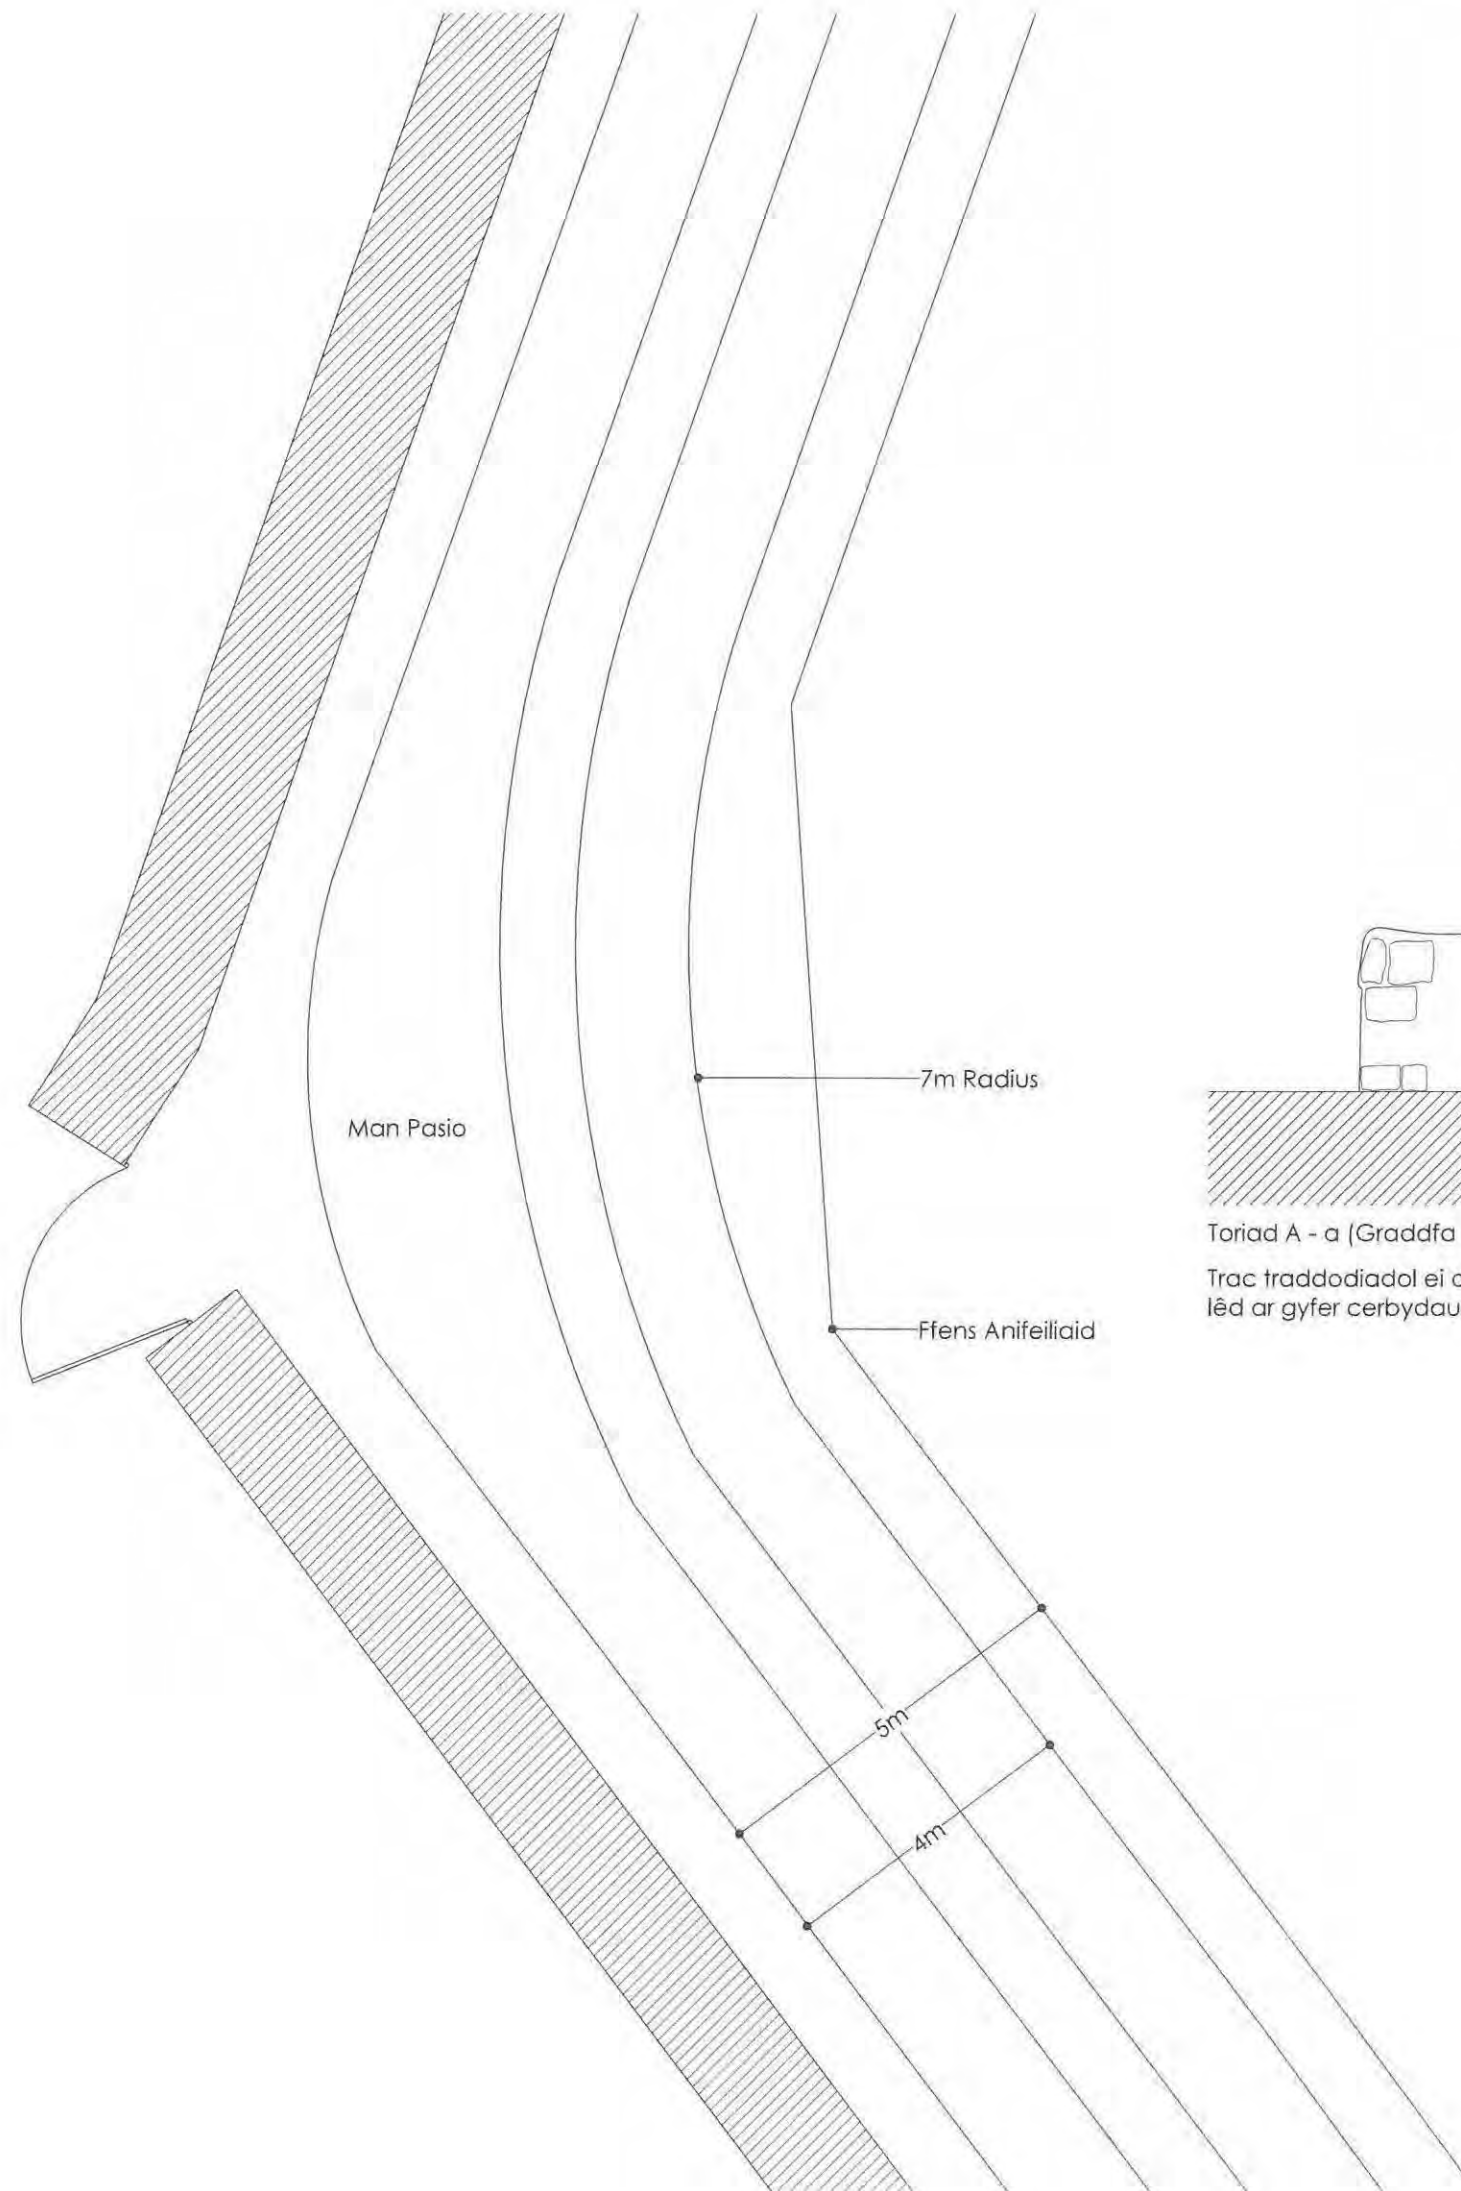 7m Radius
Man Pasio
Toriad A - a (Graddfa
Trac traddodiadol ei
lêd ar gyfer cerbydau
Ffens Anifeiliaid
5m
4m